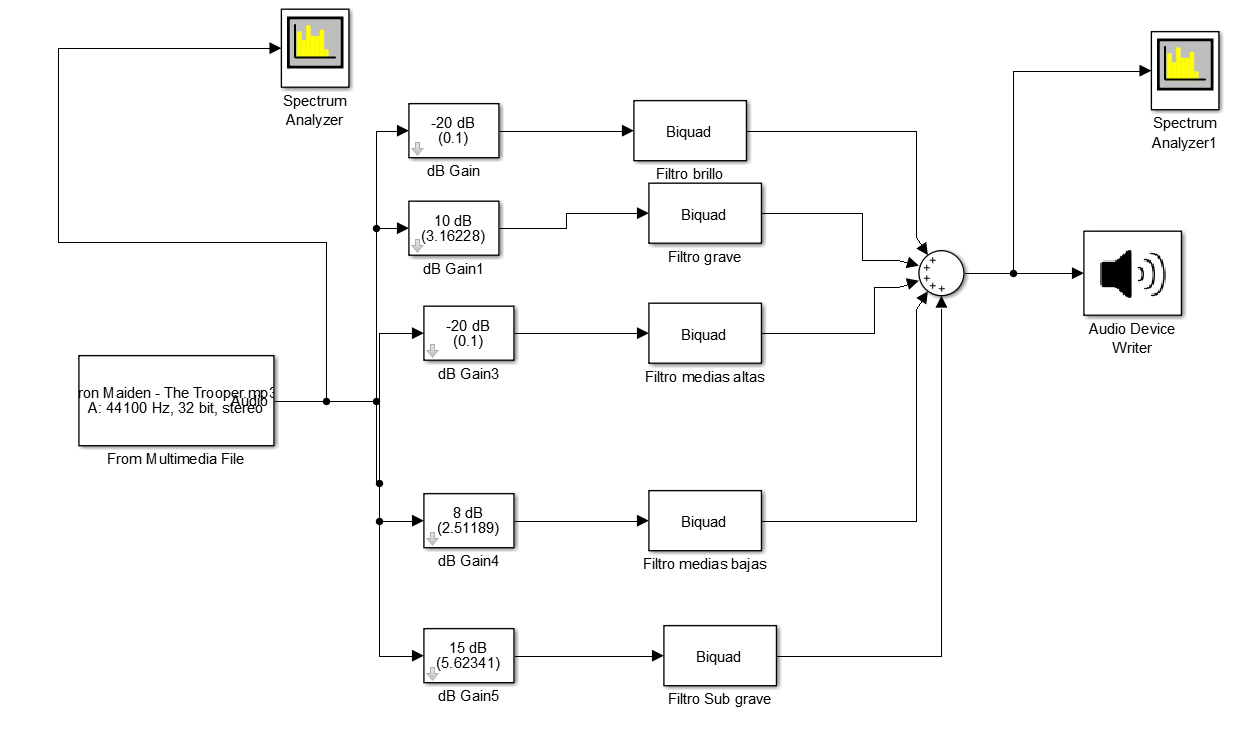 Spectrum
Analyzer
Spectrum
Analyzer1
-20 dB
(0.1)
dB Gain
Biquad
Filtro brillo
10 dB
(3.16228)
dB Gain1
Biquad
Filtro grave
+
+
+
+
+
Audio Device
Writer
-20 dB
(0.1)
dB Gain3
Biquad
Filtro medias altas
ron Maiden - The Trooper.mp3
Audio
A: 44100 Hz, 32 bit, stereo
From Multimedia File
8 dB
(2.51189)
dB Gain4
Biquad
Filtro medias bajas
15 dB
(5.62341)
dB Gain5
Biquad
Filtro Sub grave